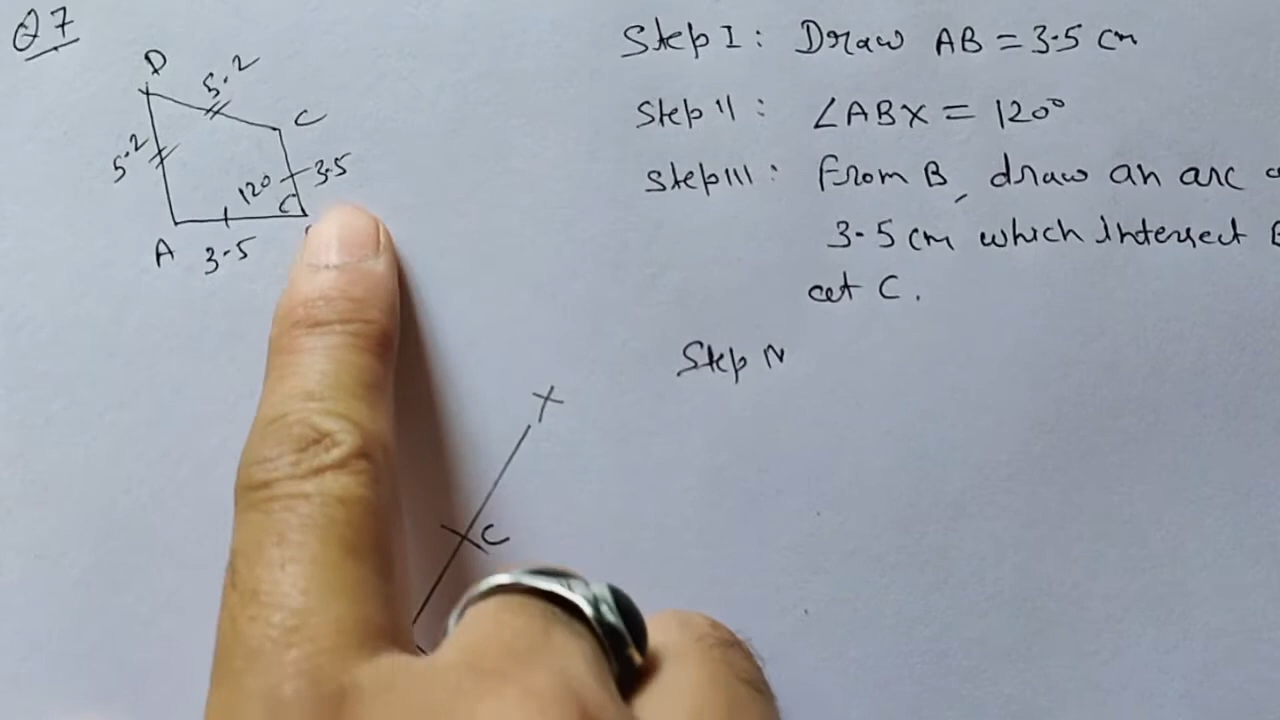 Q7
D
5.2
C
5.2
120
3.5
A
3.5
Step I : Draw AB = 3.5 cm
Step II : ∠ABX = 120°
Step III : From B, draw an arc
3.5 cm which intersect
at C.
Step IV
X
C